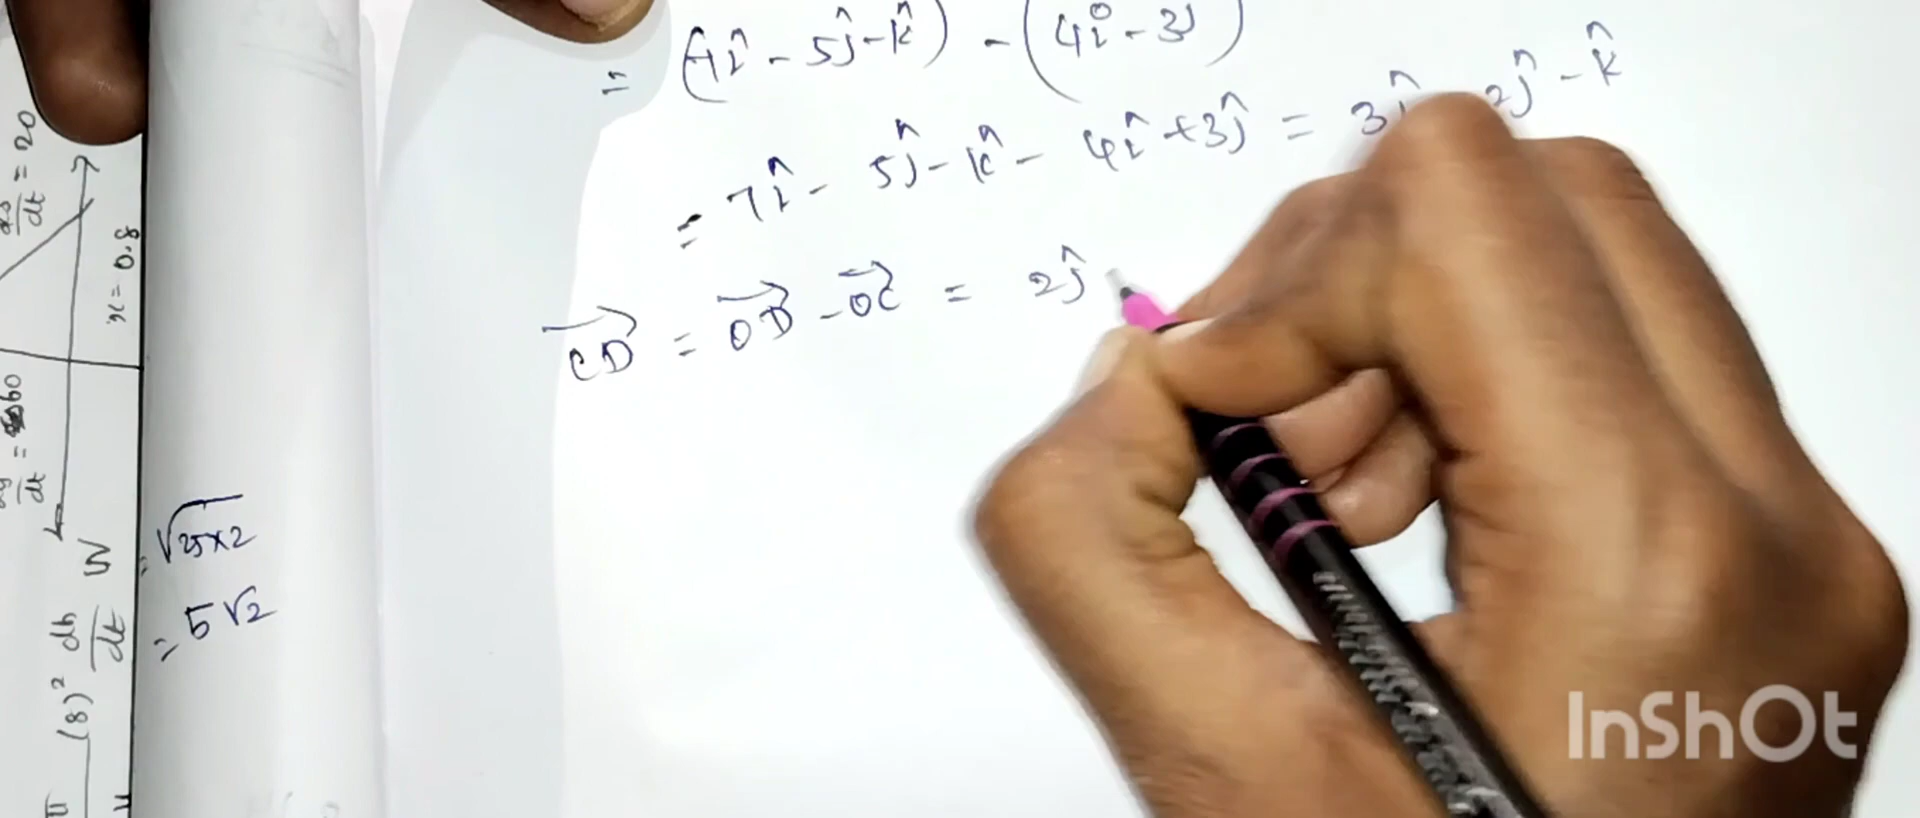 = (7î - 5ĵ - k̂) - (4î - 3ĵ)
= 7î - 5ĵ - k̂ - 4î + 3ĵ = 3î 2ĵ - k̂
CD⃗ = OD⃗ - OC⃗ = 2ĵ
= √25×2
= 5√2
dt = 20
x = 0.8
dt = 60
(8)² dh/dt
InShOt